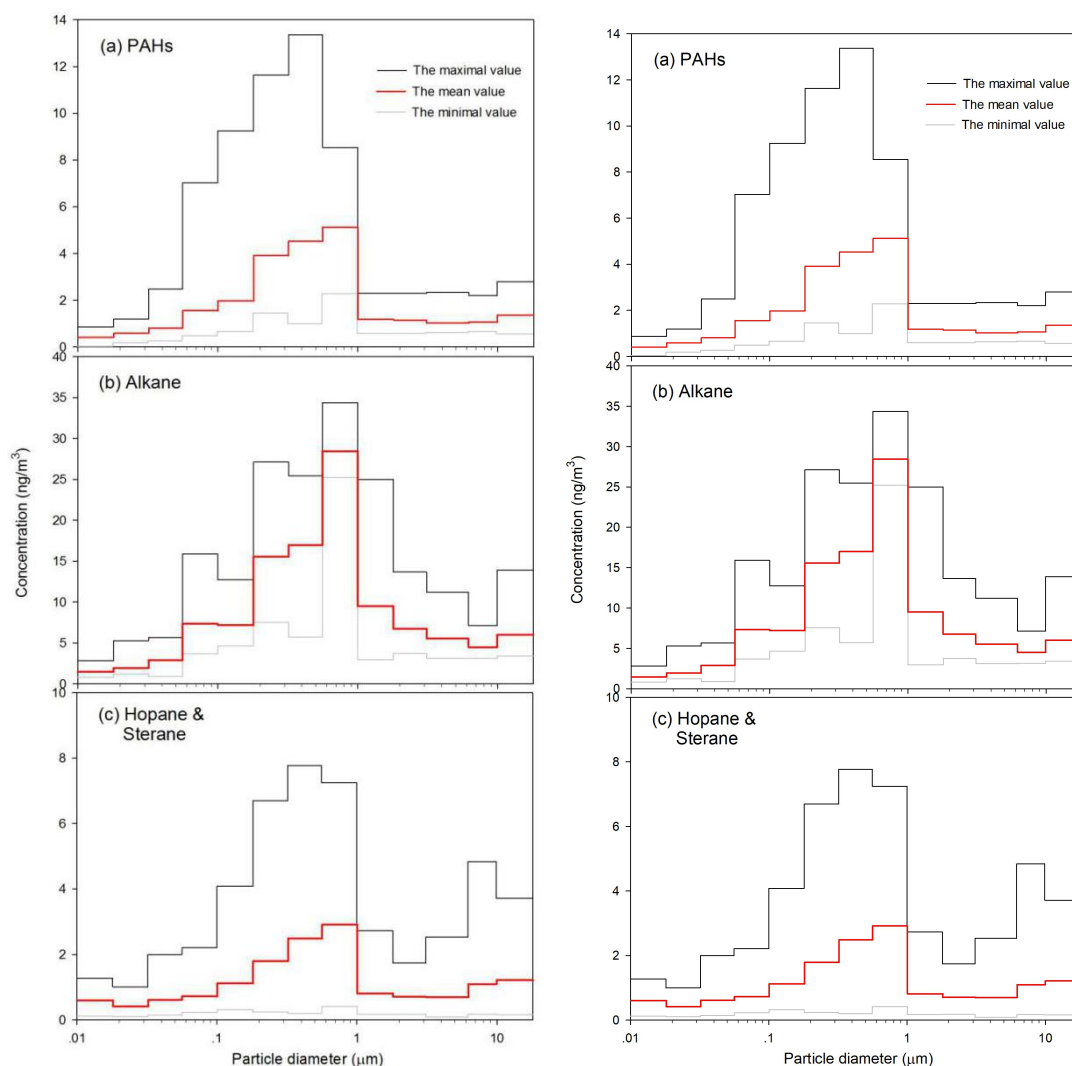 14
(a) PAHs
12
The maximal value
The mean value
10
The minimal value
8
6
4
2
0
40
(b) Alkane
35
30
25
20
15
10
5
0
10
(c) Hopane &
Sterane
8
6
4
2
0
Concentration (ng/m³)
.01 .1 1 10
Particle diameter (µm)
14
(a) PAHs
12
The maximal value
The mean value
The minimal value
10
8
6
4
2
0
40
(b) Alkane
35
30
25
20
15
10
5
0
10
(c) Hopane &
Sterane
8
6
4
2
0
Concentration (ng/m³)
.01 .1 1 10
Particle diameter (µm)